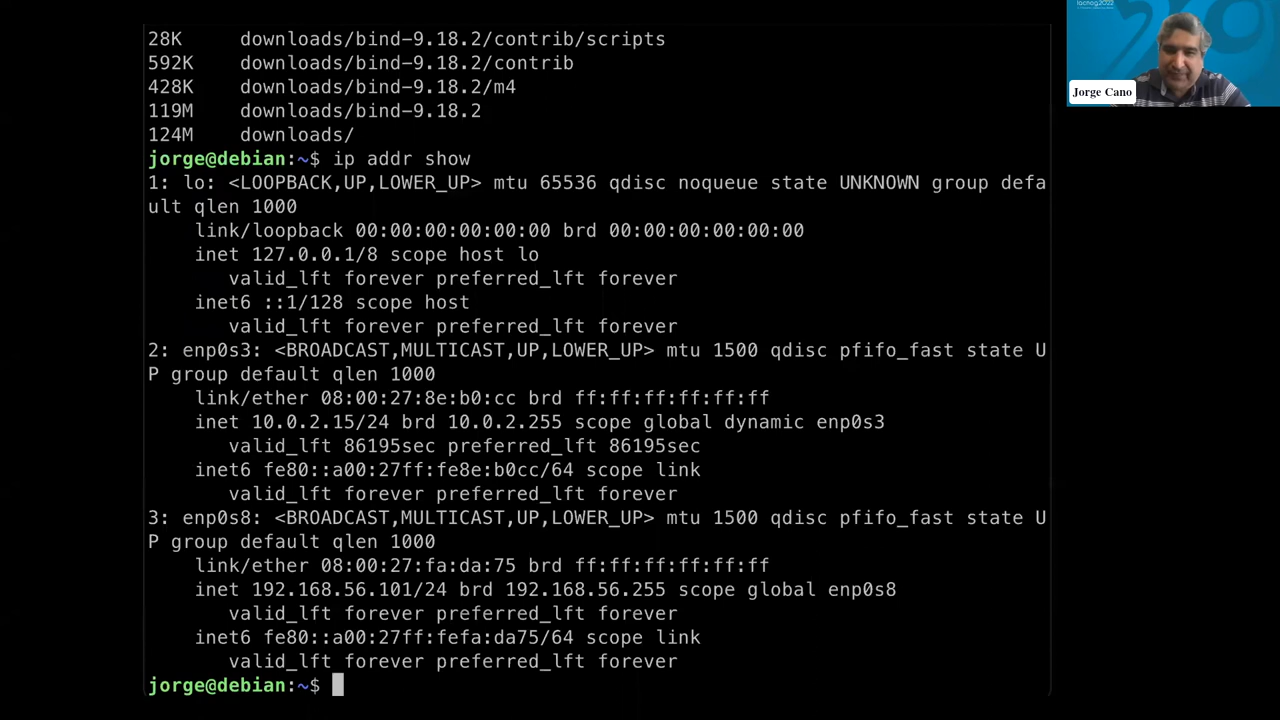 28K     downloads/bind-9.18.2/contrib/scripts
592K    downloads/bind-9.18.2/contrib
428K    downloads/bind-9.18.2/m4
119M    downloads/bind-9.18.2
124M    downloads/
jorge@debian:~$ ip addr show
1: lo: <LOOPBACK,UP,LOWER_UP> mtu 65536 qdisc noqueue state UNKNOWN group defa
ult qlen 1000
    link/loopback 00:00:00:00:00:00 brd 00:00:00:00:00:00
    inet 127.0.0.1/8 scope host lo
       valid_lft forever preferred_lft forever
    inet6 ::1/128 scope host
       valid_lft forever preferred_lft forever
2: enp0s3: <BROADCAST,MULTICAST,UP,LOWER_UP> mtu 1500 qdisc pfifo_fast state U
P group default qlen 1000
    link/ether 08:00:27:8e:b0:cc brd ff:ff:ff:ff:ff:ff
    inet 10.0.2.15/24 brd 10.0.2.255 scope global dynamic enp0s3
       valid_lft 86195sec preferred_lft 86195sec
    inet6 fe80::a00:27ff:fe8e:b0cc/64 scope link
       valid_lft forever preferred_lft forever
3: enp0s8: <BROADCAST,MULTICAST,UP,LOWER_UP> mtu 1500 qdisc pfifo_fast state U
P group default qlen 1000
    link/ether 08:00:27:fa:da:75 brd ff:ff:ff:ff:ff:ff
    inet 192.168.56.101/24 brd 192.168.56.255 scope global enp0s8
       valid_lft forever preferred_lft forever
    inet6 fe80::a00:27ff:fefa:da75/64 scope link
       valid_lft forever preferred_lft forever
jorge@debian:~$
Jorge Cano